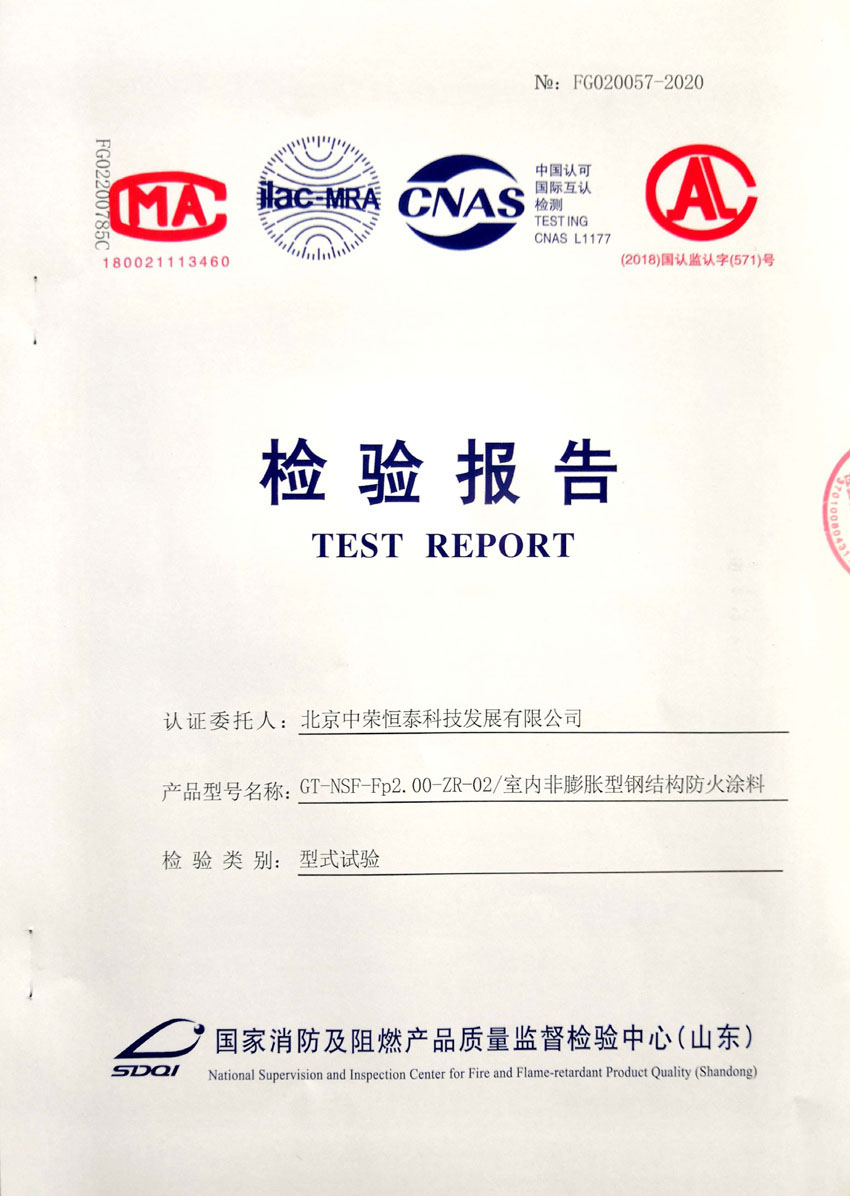 №: FG020057-2020
FG02200785C
CMA
180021113460
ilac-MRA
CNAS
中国认可
国际互认
检测
TESTING
CNAS L1177
CAL
(2018)国认监认字(571)号
检验报告
TEST REPORT
3701008043
认证委托人: 北京中荣恒泰科技发展有限公司
产品型号名称: GT-NSF-Fp2.00-ZR-02/室内非膨胀型钢结构防火涂料
检验类别: 型式试验
SDQI
国家消防及阻燃产品质量监督检验中心(山东)
National Supervision and Inspection Center for Fire and Flame-retardant Product Quality (Shandong)